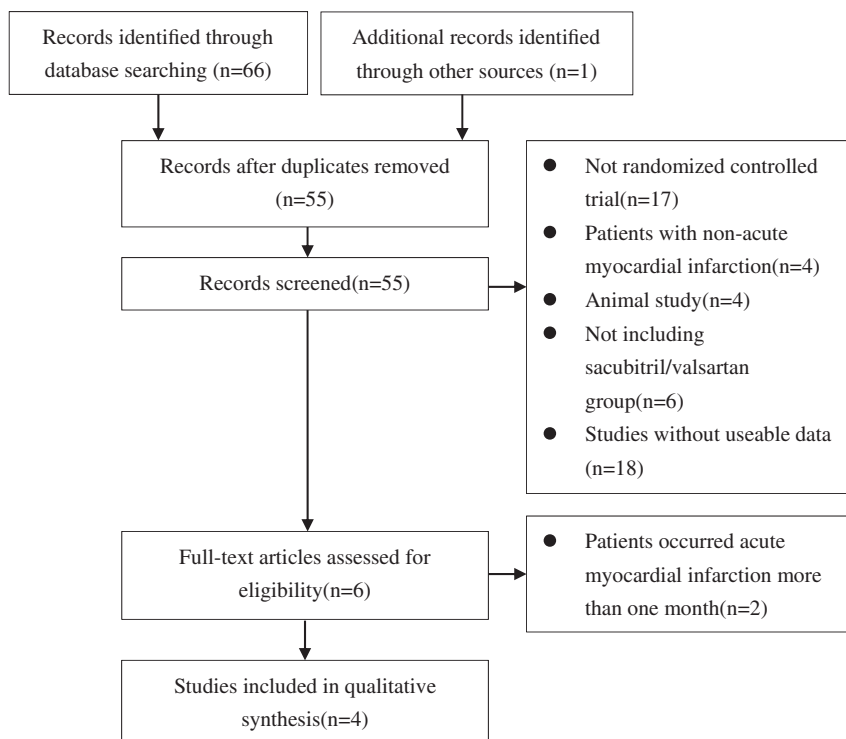 Records identified through
database searching (n=66)
Additional records identified
through other sources (n=1)
Records after duplicates removed
(n=55)
Records screened(n=55)
● Not randomized controlled
trial(n=17)
● Patients with non-acute
myocardial infarction(n=4)
● Animal study(n=4)
● Not including
sacubitril/valsartan
group(n=6)
● Studies without useable data
(n=18)
Full-text articles assessed for
eligibility(n=6)
● Patients occurred acute
myocardial infarction more
than one month(n=2)
Studies included in qualitative
synthesis(n=4)